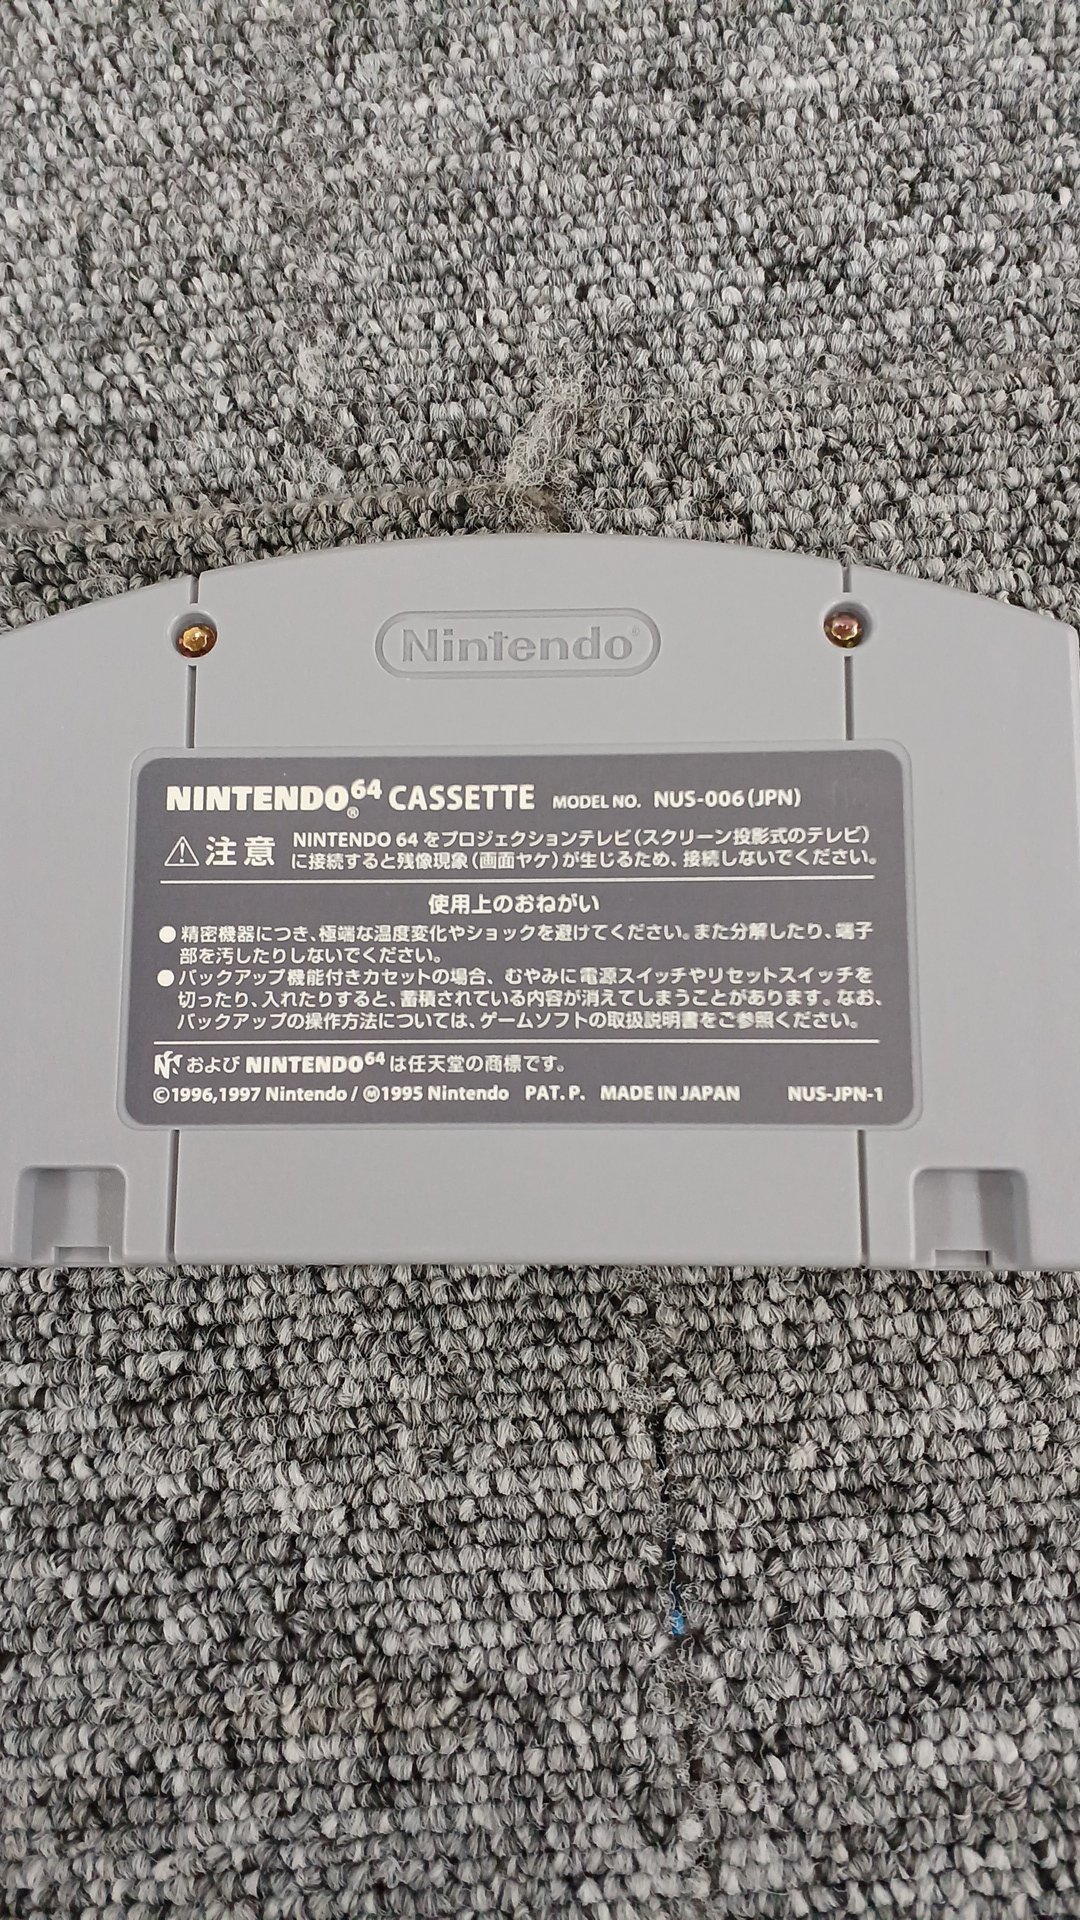 Nintendo®
NINTENDO64® CASSETTE MODEL NO. NUS-006(JPN)
⚠注意 NINTENDO 64 をプロジェクションテレビ(スクリーン投影式のテレビ)
に接続すると残像現象(画面ヤケ)が生じるため、接続しないでください。
使用上のおねがい
●精密機器につき、極端な温度変化やショックを避けてください。また分解したり、端子
部を汚したりしないでください。
●バックアップ機能付きカセットの場合、むやみに電源スイッチやリセットスイッチを
切ったり、入れたりすると、蓄積されている内容が消えてしまうことがあります。なお、
バックアップの操作方法については、ゲームソフトの取扱説明書をご参照ください。
および NINTENDO64 は任天堂の商標です。
©1996,1997 Nintendo / Ⓜ1995 Nintendo PAT. P. MADE IN JAPAN NUS-JPN-1